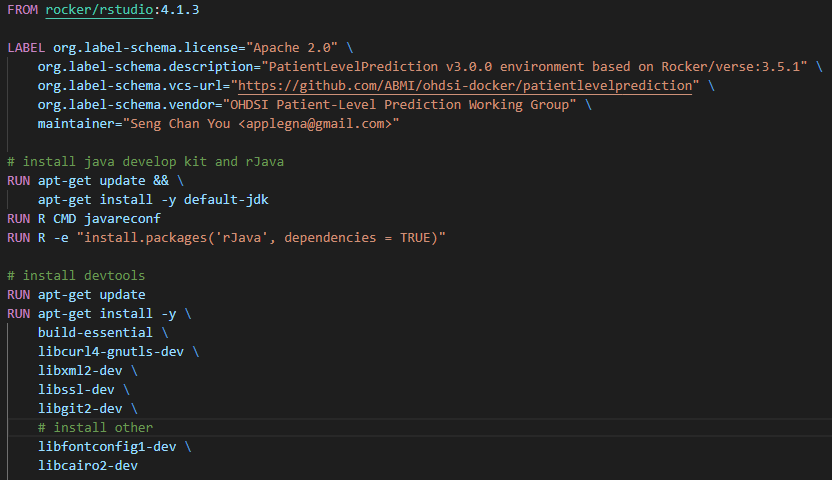 FROM rocker/rstudio:4.1.3
LABEL org.label-schema.license="Apache 2.0" \
org.label-schema.description="PatientLevelPrediction v3.0.0 environment based on Rocker/verse:3.5.1" \
org.label-schema.vcs-url="https://github.com/ABMI/ohdsi-docker/patientlevelprediction" \
org.label-schema.vendor="OHDSI Patient-Level Prediction Working Group" \
maintainer="Seng Chan You <applegna@gmail.com>"
# install java develop kit and rJava
RUN apt-get update && \
apt-get install -y default-jdk
RUN R CMD javareconf
RUN R -e "install.packages('rJava', dependencies = TRUE)"
# install devtools
RUN apt-get update
RUN apt-get install -y \
build-essential \
libcurl4-gnutls-dev \
libxml2-dev \
libssl-dev \
libgit2-dev \
# install other
libfontconfig1-dev \
libcairo2-dev